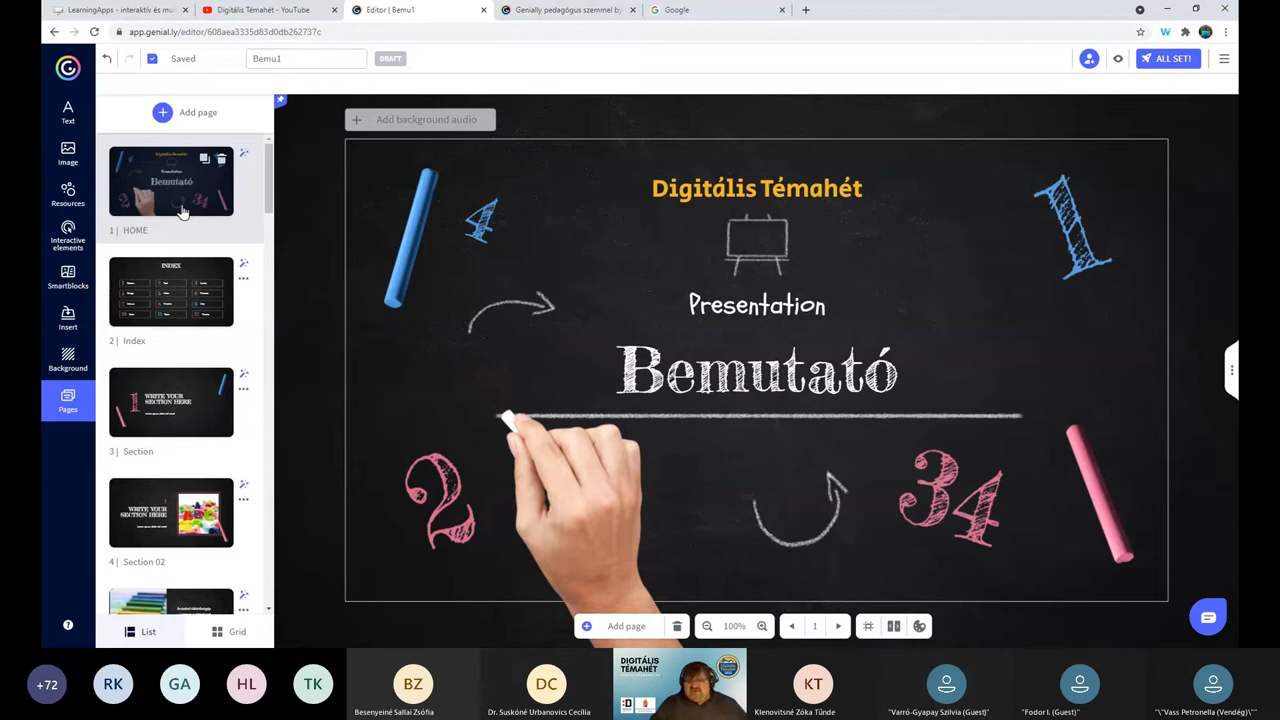 LearningApps - interaktív és mu
Digitális Témahét - YouTube
Editor | Bemu1
Genially pedagógus szemmel by
Google
app.genial.ly/editor/608aea3335d83d0db262737c
Saved
Bemu1
DRAFT
ALL SET!
Text
Image
Resources
Interactive
elements
Smartblocks
Insert
Background
Pages
Add page
Presentation
Bemutató
1 | HOME
INDEX
2 | Index
1
WRITE YOUR
SECTION HERE
3 | Section
WRITE YOUR
SECTION HERE
4 | Section 02
List
Grid
Add background audio
Digitális Témahét
4
1
Presentation
Bemutató
2
34
Add page
100%
1
+72
RK
GA
HL
TK
BZ
Besenyeiné Sallai Zsófia
DC
Dr. Suskóné Urbanovics Cecília
DIGITÁLIS
TÉMAHÉT
KT
Klenovitsné Zóka Tünde
"Varró-Gyapay Szilvia (Guest)"
"Fodor I. (Guest)"
"\"Vass Petronella (Vendég)\""